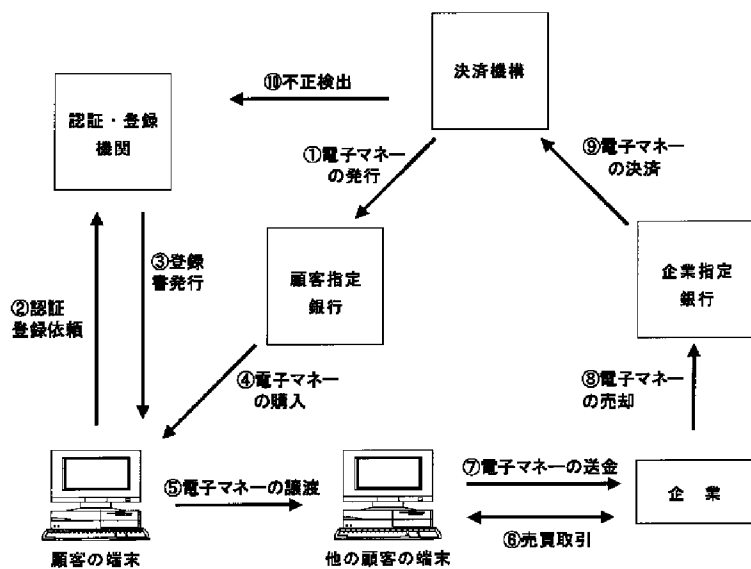 決済機構
⑩不正検出
認証・登録
機関
①電子マネー
の発行
⑨電子マネー
の決済
③登録
書発行
顧客指定
銀行
企業指定
銀行
②認証
登録依頼
④電子マネー
の購入
⑧電子マネー
の売却
⑤電子マネーの譲渡
⑦電子マネーの送金
企業
⑥売買取引
顧客の端末
他の顧客の端末